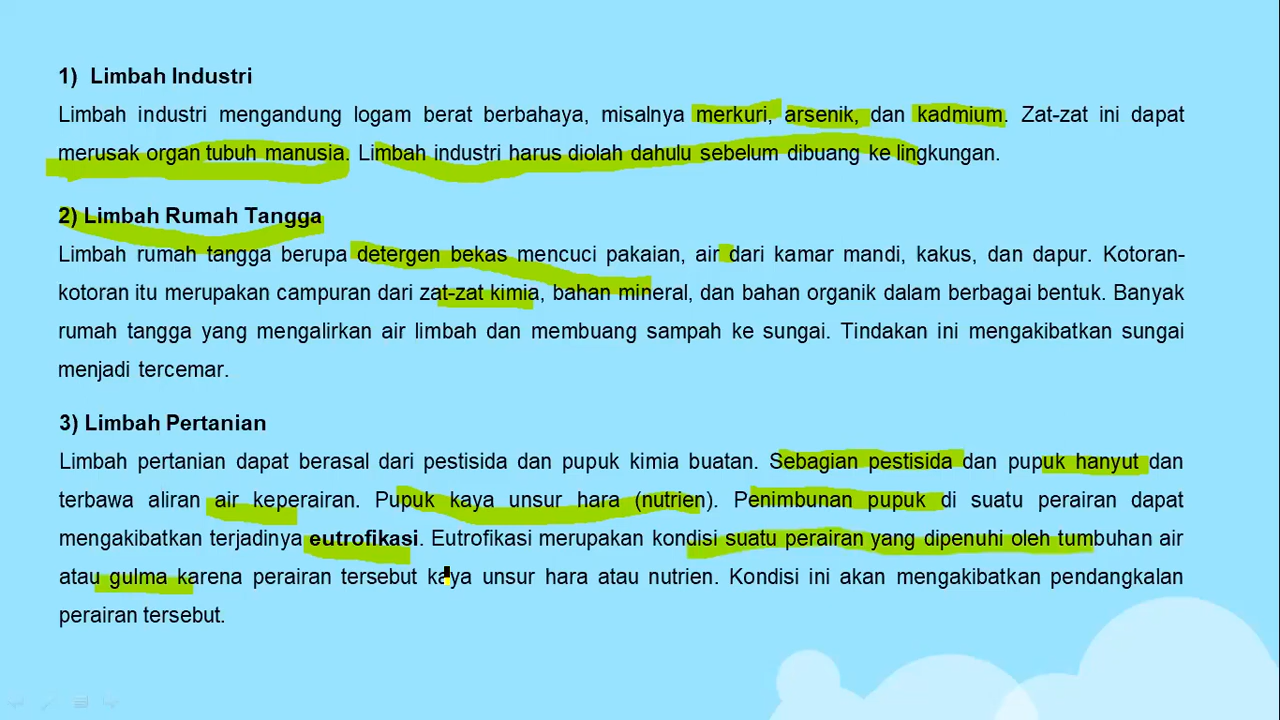 1) Limbah Industri
Limbah industri mengandung logam berat berbahaya, misalnya merkuri, arsenik, dan kadmium. Zat-zat ini dapat
merusak organ tubuh manusia. Limbah industri harus diolah dahulu sebelum dibuang ke lingkungan.
2) Limbah Rumah Tangga
Limbah rumah tangga berupa detergen bekas mencuci pakaian, air dari kamar mandi, kakus, dan dapur. Kotoran-
kotoran itu merupakan campuran dari zat-zat kimia, bahan mineral, dan bahan organik dalam berbagai bentuk. Banyak
rumah tangga yang mengalirkan air limbah dan membuang sampah ke sungai. Tindakan ini mengakibatkan sungai
menjadi tercemar.
3) Limbah Pertanian
Limbah pertanian dapat berasal dari pestisida dan pupuk kimia buatan. Sebagian pestisida dan pupuk hanyut dan
terbawa aliran air keperairan. Pupuk kaya unsur hara (nutrien). Penimbunan pupuk di suatu perairan dapat
mengakibatkan terjadinya eutrofikasi. Eutrofikasi merupakan kondisi suatu perairan yang dipenuhi oleh tumbuhan air
atau gulma karena perairan tersebut kaya unsur hara atau nutrien. Kondisi ini akan mengakibatkan pendangkalan
perairan tersebut.